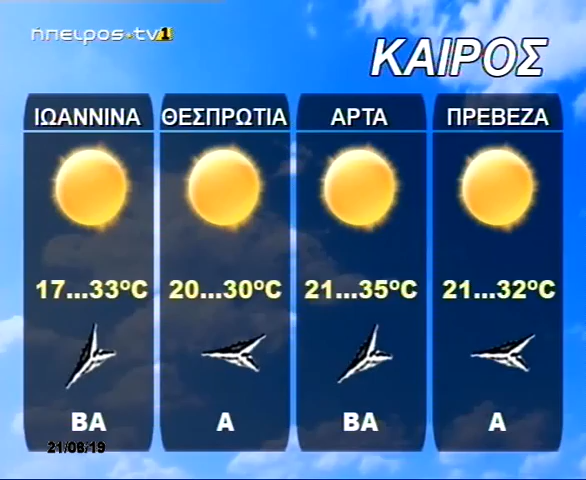 ήπειρος.tv1
ΚΑΙΡΟΣ
ΙΩΑΝΝΙΝΑ
ΘΕΣΠΡΩΤΙΑ
ΑΡΤΑ
ΠΡΕΒΕΖΑ
17...33ºC
20...30ºC
21...35ºC
21...32ºC
ΒΑ
Α
ΒΑ
Α
21/08/19